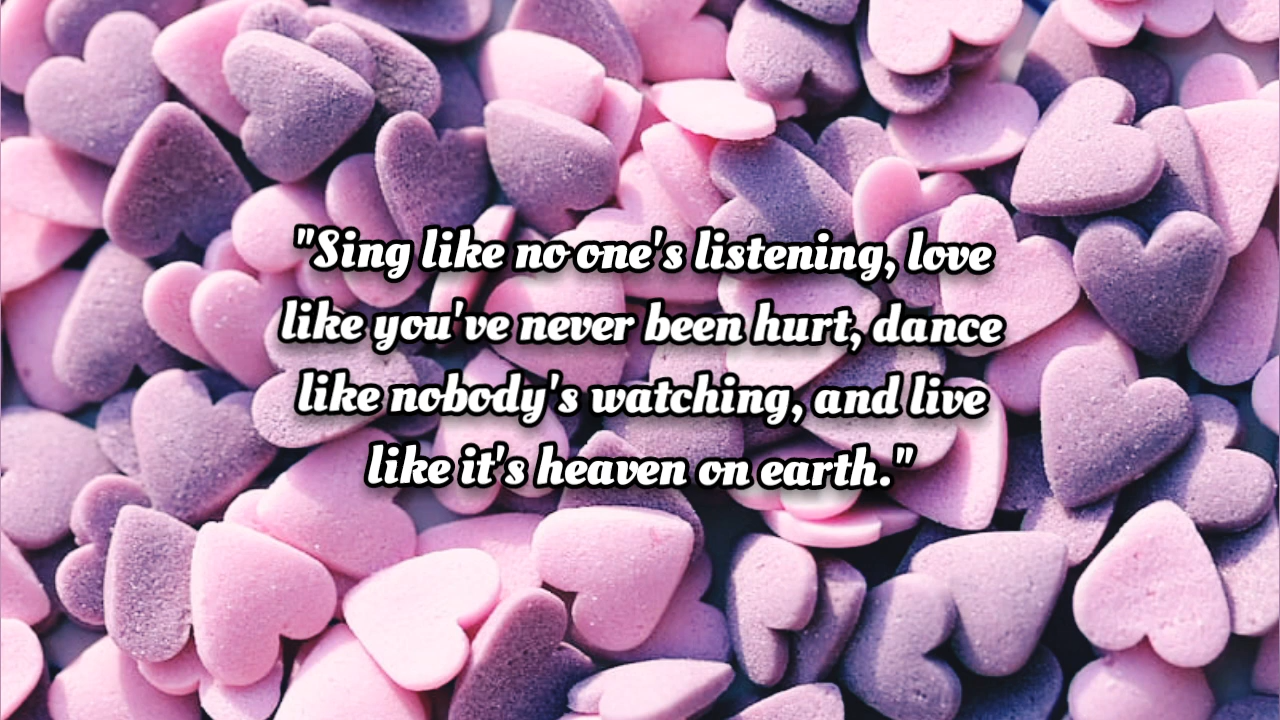 "Sing like no one's listening, love
like you've never been hurt, dance
like nobody's watching, and live
like it's heaven on earth."